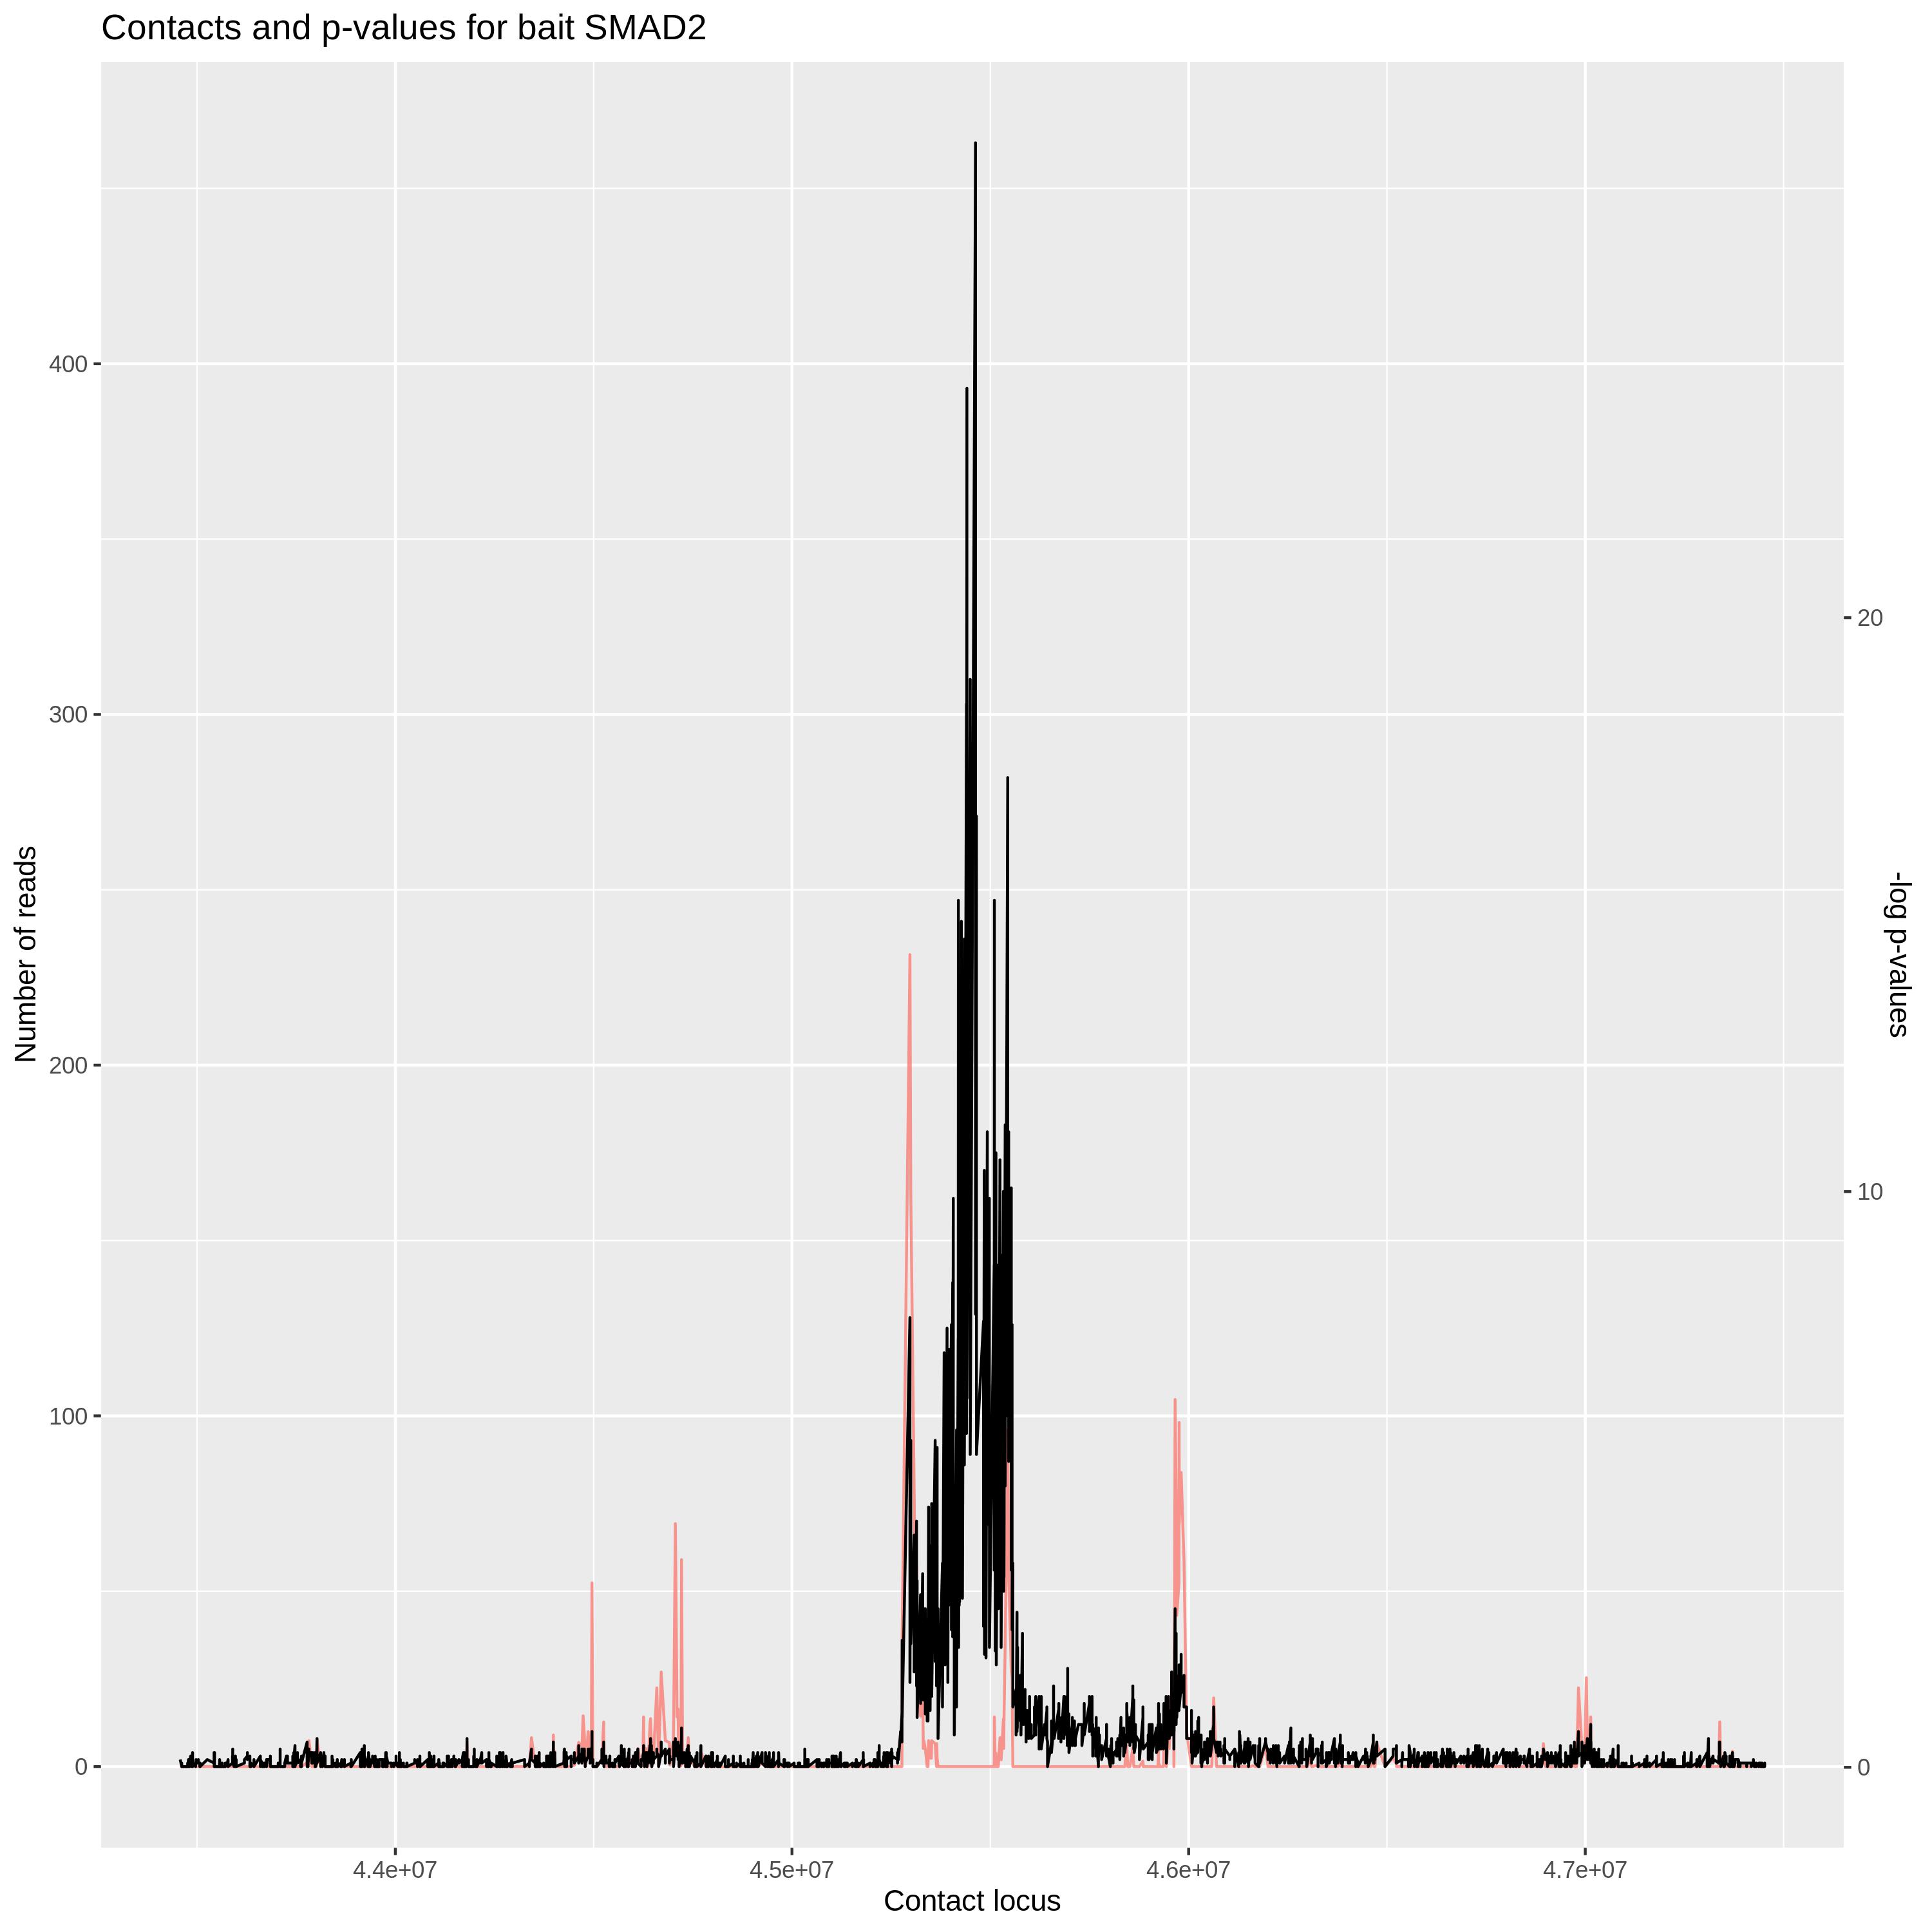 Contacts and p-values for bait SMAD2
400
300
200
100
0
Number of reads
20
10
0
-log p-values
4.4e+07
4.5e+07
4.6e+07
4.7e+07
Contact locus